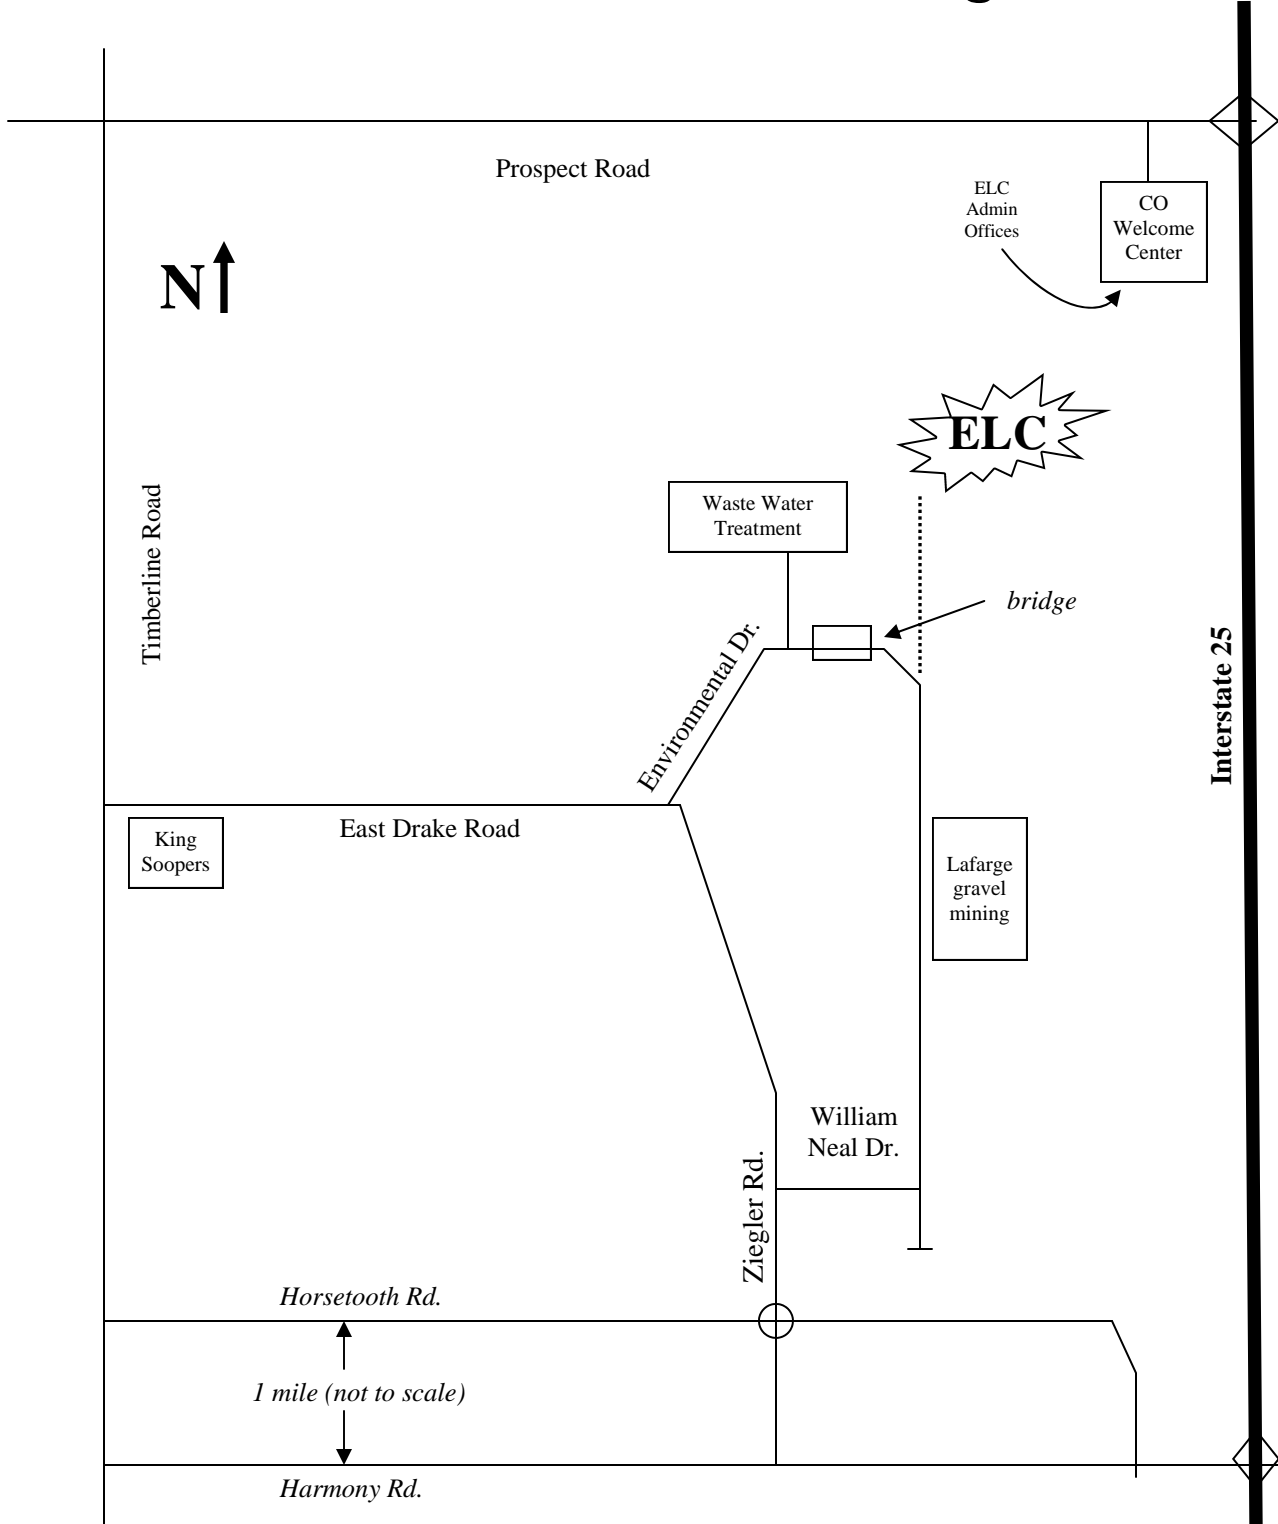 Prospect Road
ELC
Admin
Offices
CO
Welcome
Center
N
ELC
Waste Water
Treatment
Timberline Road
bridge
Environmental Dr.
Interstate 25
East Drake Road
King
Soopers
Lafarge
gravel
mining
William
Neal Dr.
Ziegler Rd.
Horsetooth Rd.
1 mile (not to scale)
Harmony Rd.